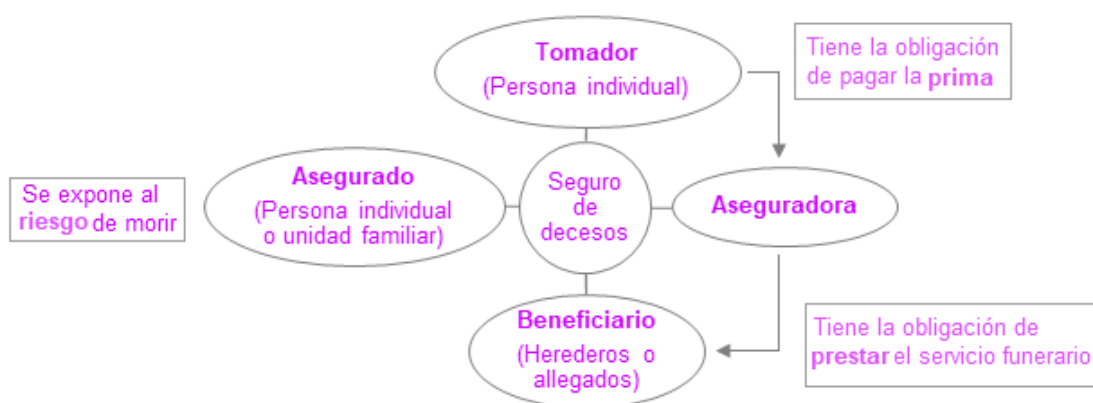 Tomador
(Persona individual)
Tiene la obligación
de pagar la prima
Se expone al
riesgo de morir
Asegurado
(Persona individual
o unidad familiar)
Seguro
de
decesos
Aseguradora
Beneficiario
(Herederos o
allegados)
Tiene la obligación de
prestar el servicio funerario